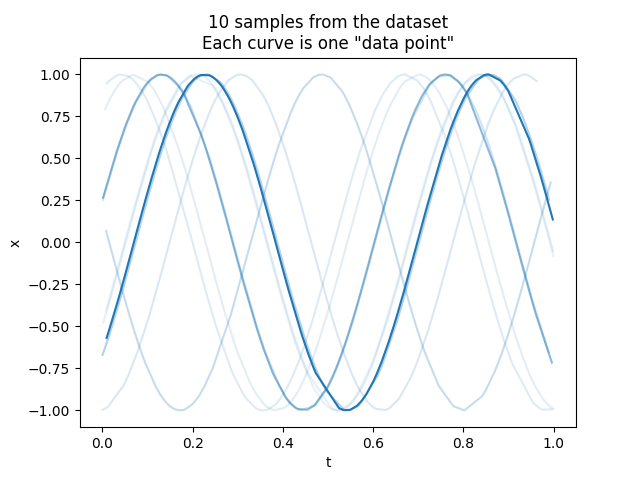 10 samples from the dataset
Each curve is one "data point"
1.00
0.75
0.50
0.25
0.00
−0.25
−0.50
−0.75
−1.00
x
0.0 0.2 0.4 0.6 0.8 1.0
t